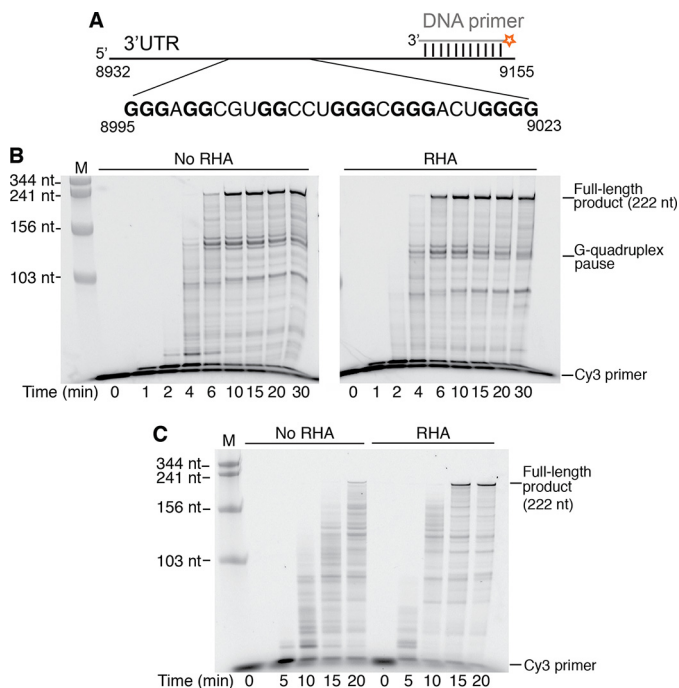 A
DNA primer
3'UTR
3'
5'
8932
9155
GGGAGGCGUGGCCUGGGCGGGACUGGGG
8995
9023
B
M
No RHA
RHA
344 nt
241 nt
156 nt
103 nt
Full-length
product (222 nt)
G-quadruplex
pause
Cy3 primer
Time (min) 0 1 2 4 6 10 15 20 30
0 1 2 4 6 10 15 20 30
C
M
No RHA
RHA
344 nt
241 nt
156 nt
103 nt
Full-length
product
(222 nt)
Cy3 primer
Time (min) 0 5 10 15 20 0 5 10 15 20